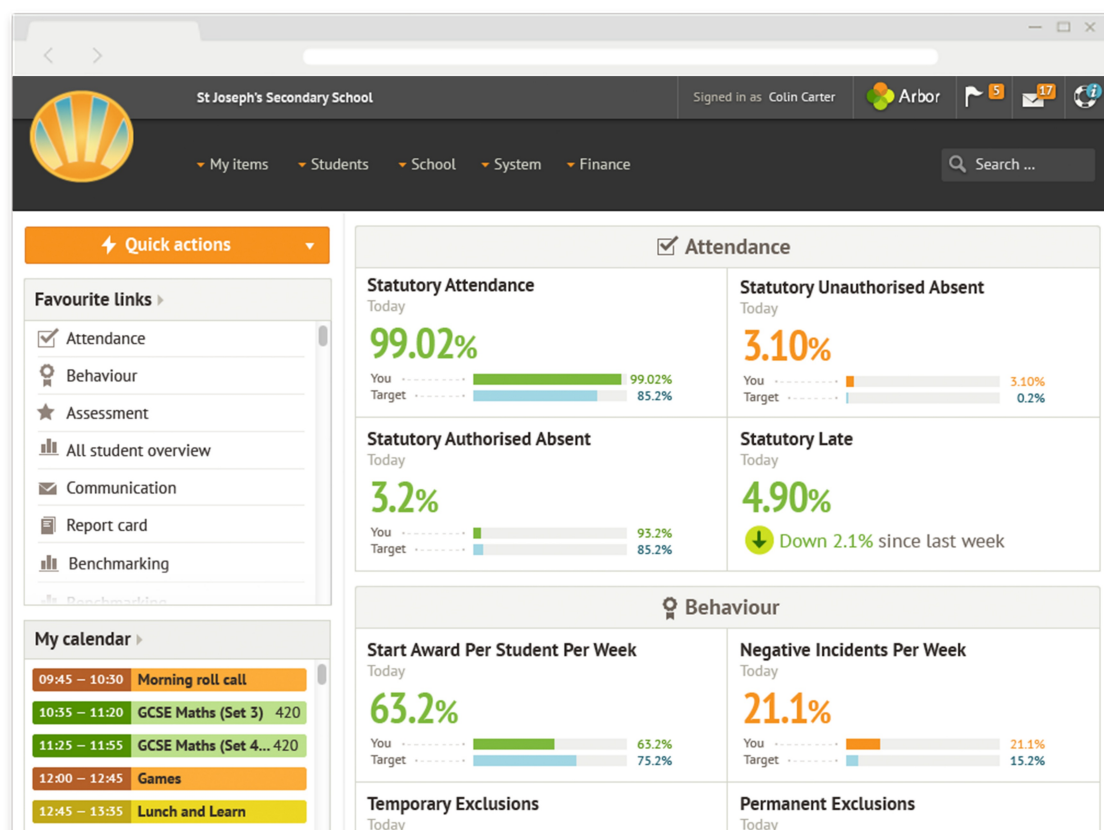 St Joseph's Secondary School
Signed in as Colin Carter
Arbor
5
17
i
My items
Students
School
System
Finance
Search ...
Quick actions
Favourite links
Attendance
Behaviour
Assessment
All student overview
Communication
Report card
Benchmarking
Benchmarking
My calendar
09:45 – 10:30 Morning roll call
10:35 – 11:20 GCSE Maths (Set 3) 420
11:25 – 11:55 GCSE Maths (Set 4... 420
12:00 – 12:45 Games
12:45 – 13:35 Lunch and Learn
Attendance
Statutory Attendance
Today
99.02%
You 99.02%
Target 85.2%
Statutory Unauthorised Absent
Today
3.10%
You 3.10%
Target 0.2%
Statutory Authorised Absent
Today
3.2%
You 93.2%
Target 85.2%
Statutory Late
Today
4.90%
Down 2.1% since last week
Behaviour
Start Award Per Student Per Week
Today
63.2%
You 63.2%
Target 75.2%
Negative Incidents Per Week
Today
21.1%
You 21.1%
Target 15.2%
Temporary Exclusions
Today
Permanent Exclusions
Today